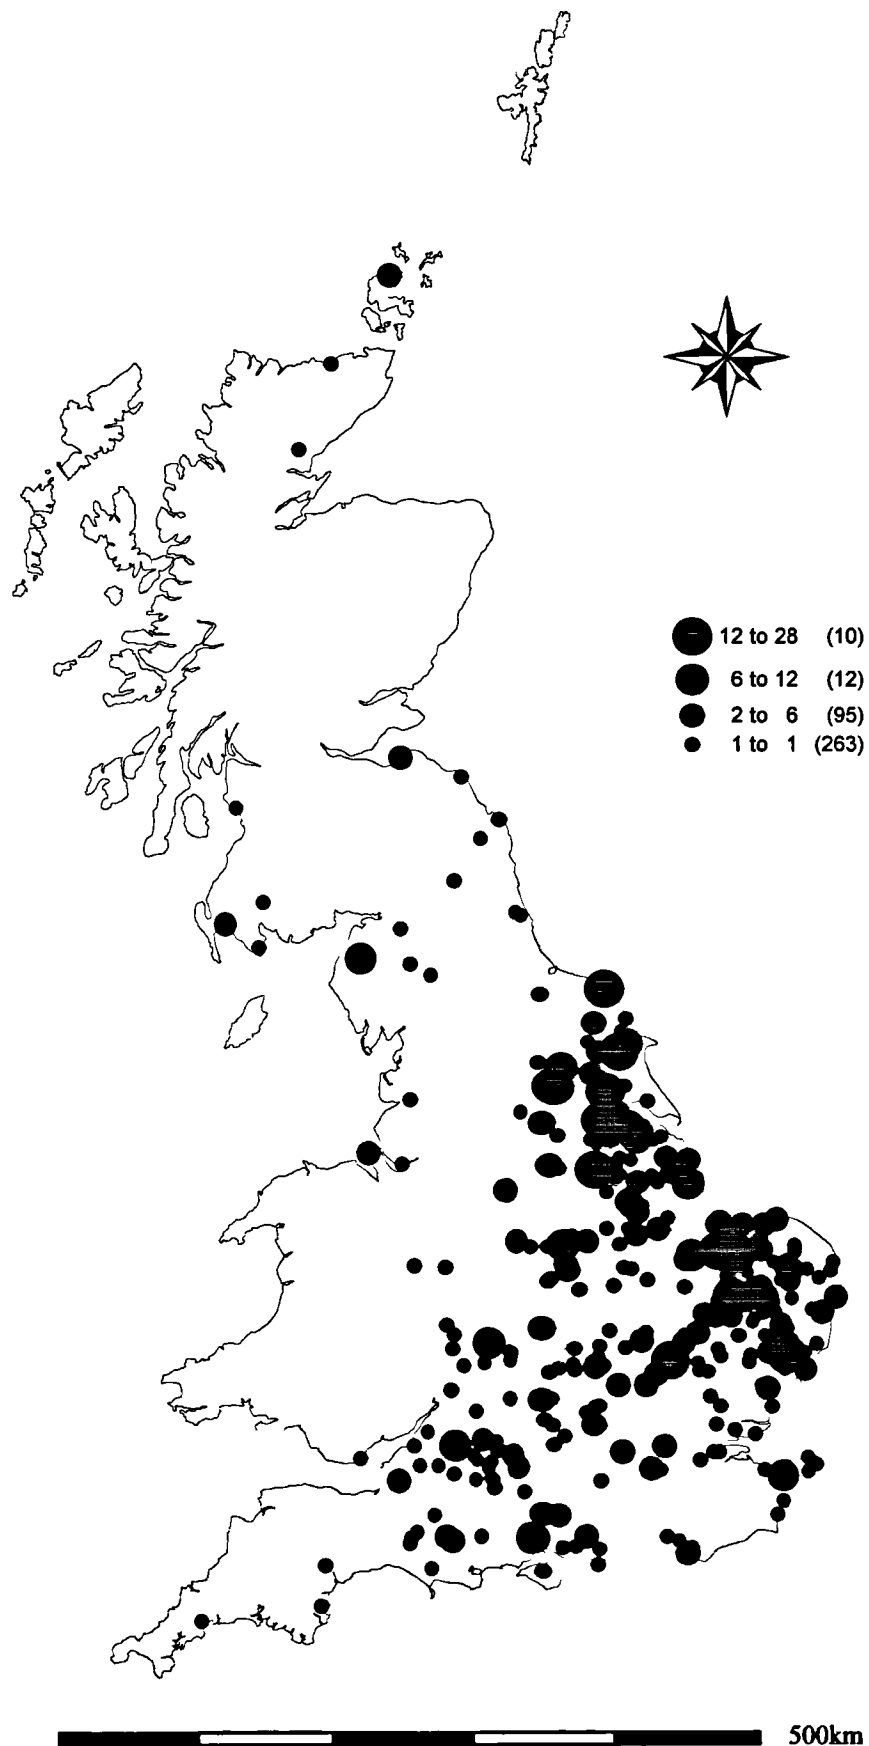 12 to 28 (10)
6 to 12 (12)
2 to 6 (95)
1 to 1 (263)
500km